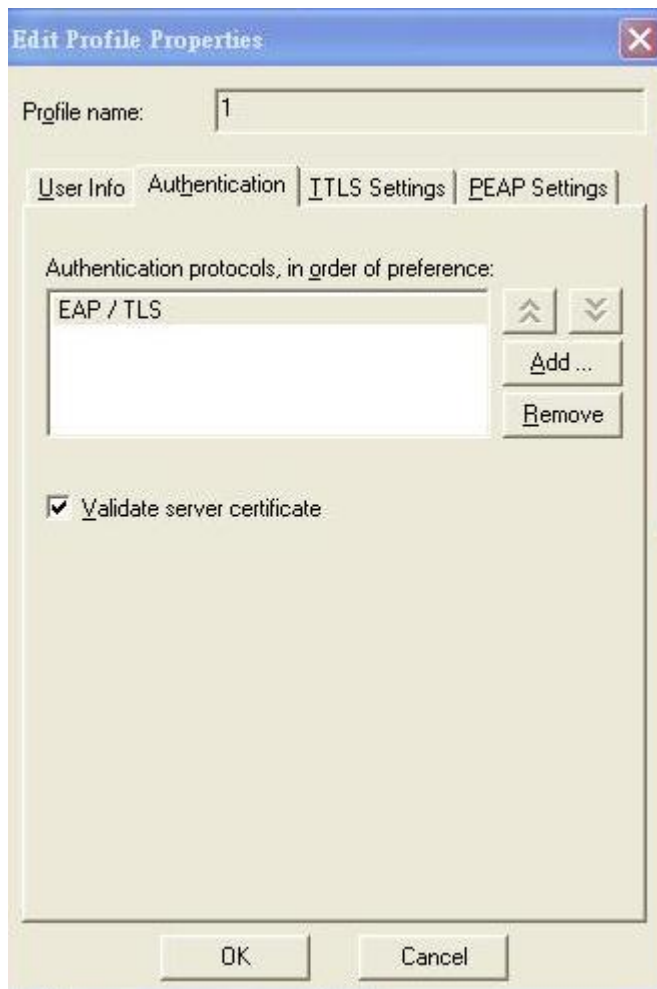 Edit Profile Properties
Profile name: 1
User Info Authentication TTLS Settings PEAP Settings
Authentication protocols, in order of preference:
EAP / TLS
Add ...
Remove
Validate server certificate
OK Cancel